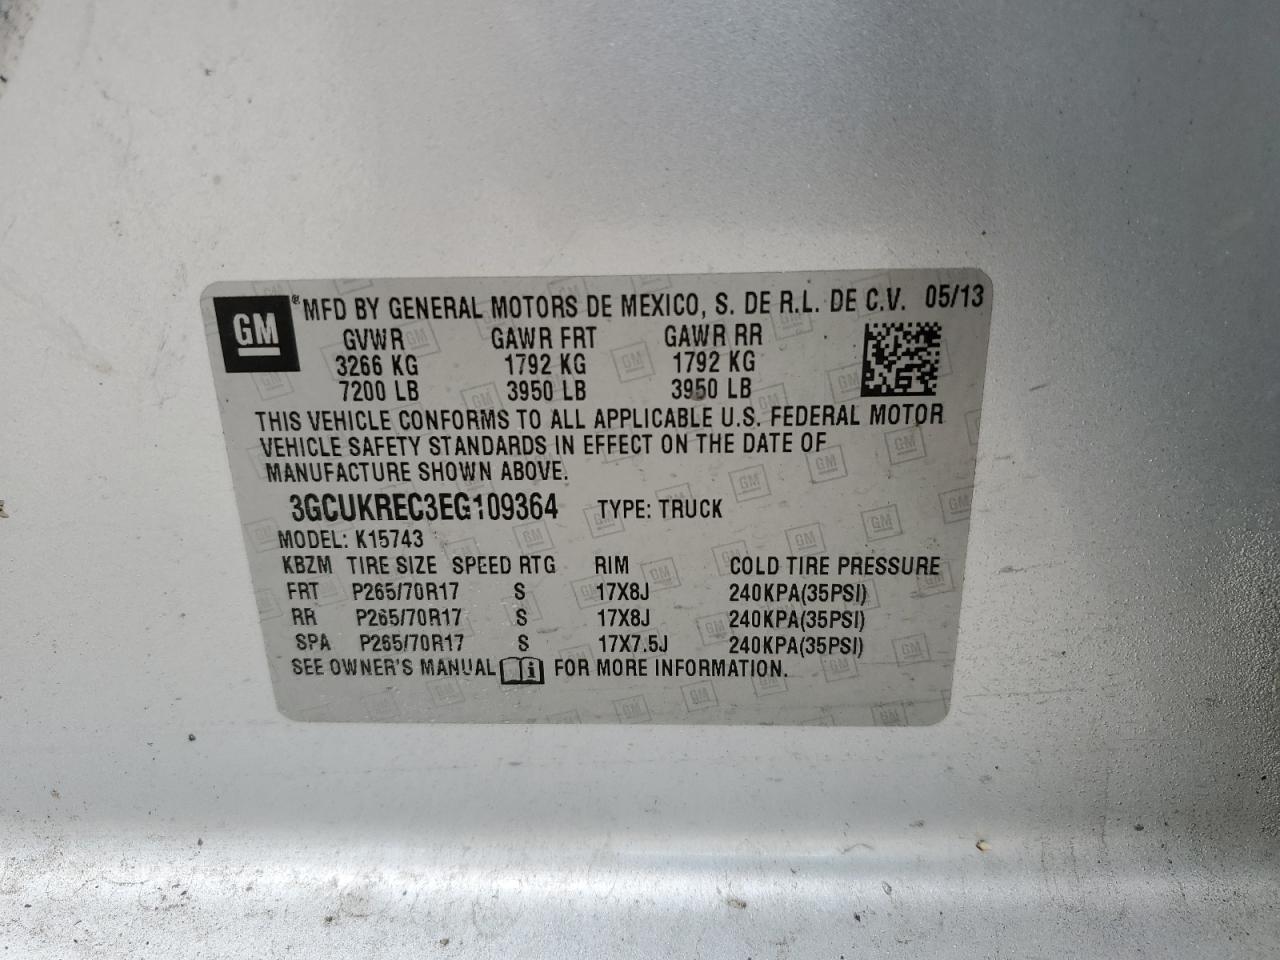 GM ® MFD BY GENERAL MOTORS DE MEXICO, S. DE R.L. DE C.V. 05/13
GVWR GAWR FRT GAWR RR
3266 KG 1792 KG 1792 KG
7200 LB 3950 LB 3950 LB
THIS VEHICLE CONFORMS TO ALL APPLICABLE U.S. FEDERAL MOTOR
VEHICLE SAFETY STANDARDS IN EFFECT ON THE DATE OF
MANUFACTURE SHOWN ABOVE.
3GCUKREC3EG109364 TYPE: TRUCK
MODEL: K15743
KBZM TIRE SIZE SPEED RTG RIM COLD TIRE PRESSURE
FRT P265/70R17 S 17X8J 240KPA(35PSI)
RR P265/70R17 S 17X8J 240KPA(35PSI)
SPA P265/70R17 S 17X7.5J 240KPA(35PSI)
SEE OWNER'S MANUAL i FOR MORE INFORMATION.